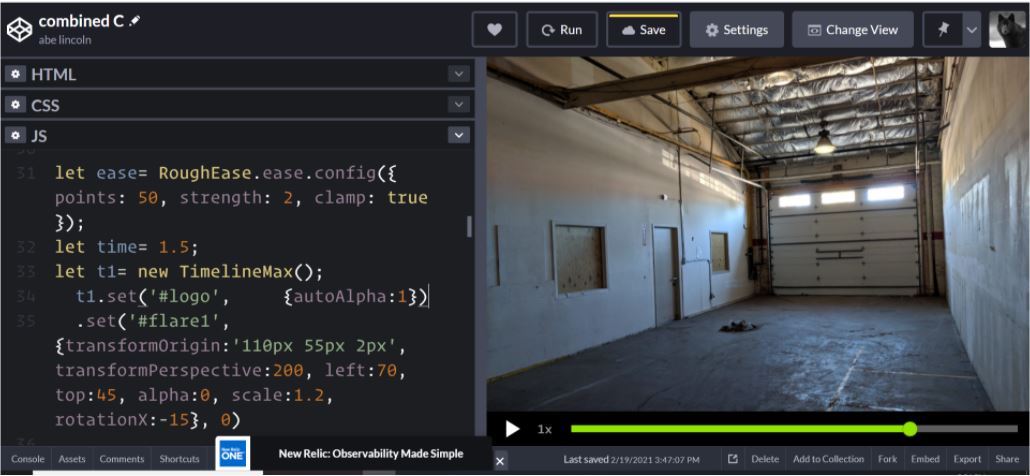 combined C
abe lincoln
Run
Save
Settings
Change View
HTML
CSS
JS
31 let ease= RoughEase.ease.config({
points: 50, strength: 2, clamp: true
});
32 let time= 1.5;
33 let t1= new TimelineMax();
34 t1.set('#logo', {autoAlpha:1})
35 .set('#flare1',
{transformOrigin:'110px 55px 2px',
transformPerspective:200, left:70,
top:45, alpha:0, scale:1.2,
rotationX:-15}, 0)
36
1x
Console Assets Comments Shortcuts
New Relic ONE
New Relic: Observability Made Simple
Last saved 2/19/2021 3:47:07 PM
Delete Add to Collection Fork Embed Export Share